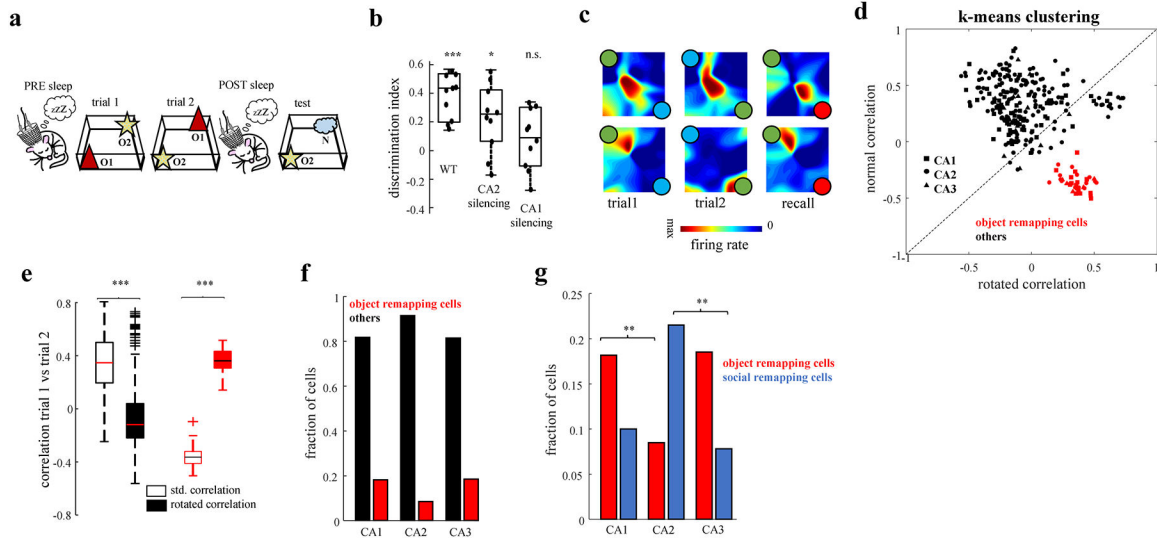 a
PRE sleep
zzZ
trial 1
O2
O1
trial 2
O1
O2
POST sleep
zzZ
test
N
O2
b
discrimination index
0.6
0.4
0.2
0
0.2
0.4
***
*
n.s.
WT
CA2
silencing
CA1
silencing
c
trial1
trial2
recall
max
0
firing rate
d
k-means clustering
normal correlation
1
0.5
0
-0.5
-1
-1
-0.5
0
0.5
1
rotated correlation
CA1
CA2
CA3
object remapping cells
others
e
correlation trial 1 vs trial 2
0.8
0.4
0
-0.4
-0.8
***
***
std. correlation
rotated correlation
f
fraction of cells
1
0.8
0.6
0.4
0.2
0
object remapping cells
others
CA1
CA2
CA3
g
fraction of cells
0.25
0.2
0.15
0.1
0.05
0
**
**
object remapping cells
social remapping cells
CA1
CA2
CA3